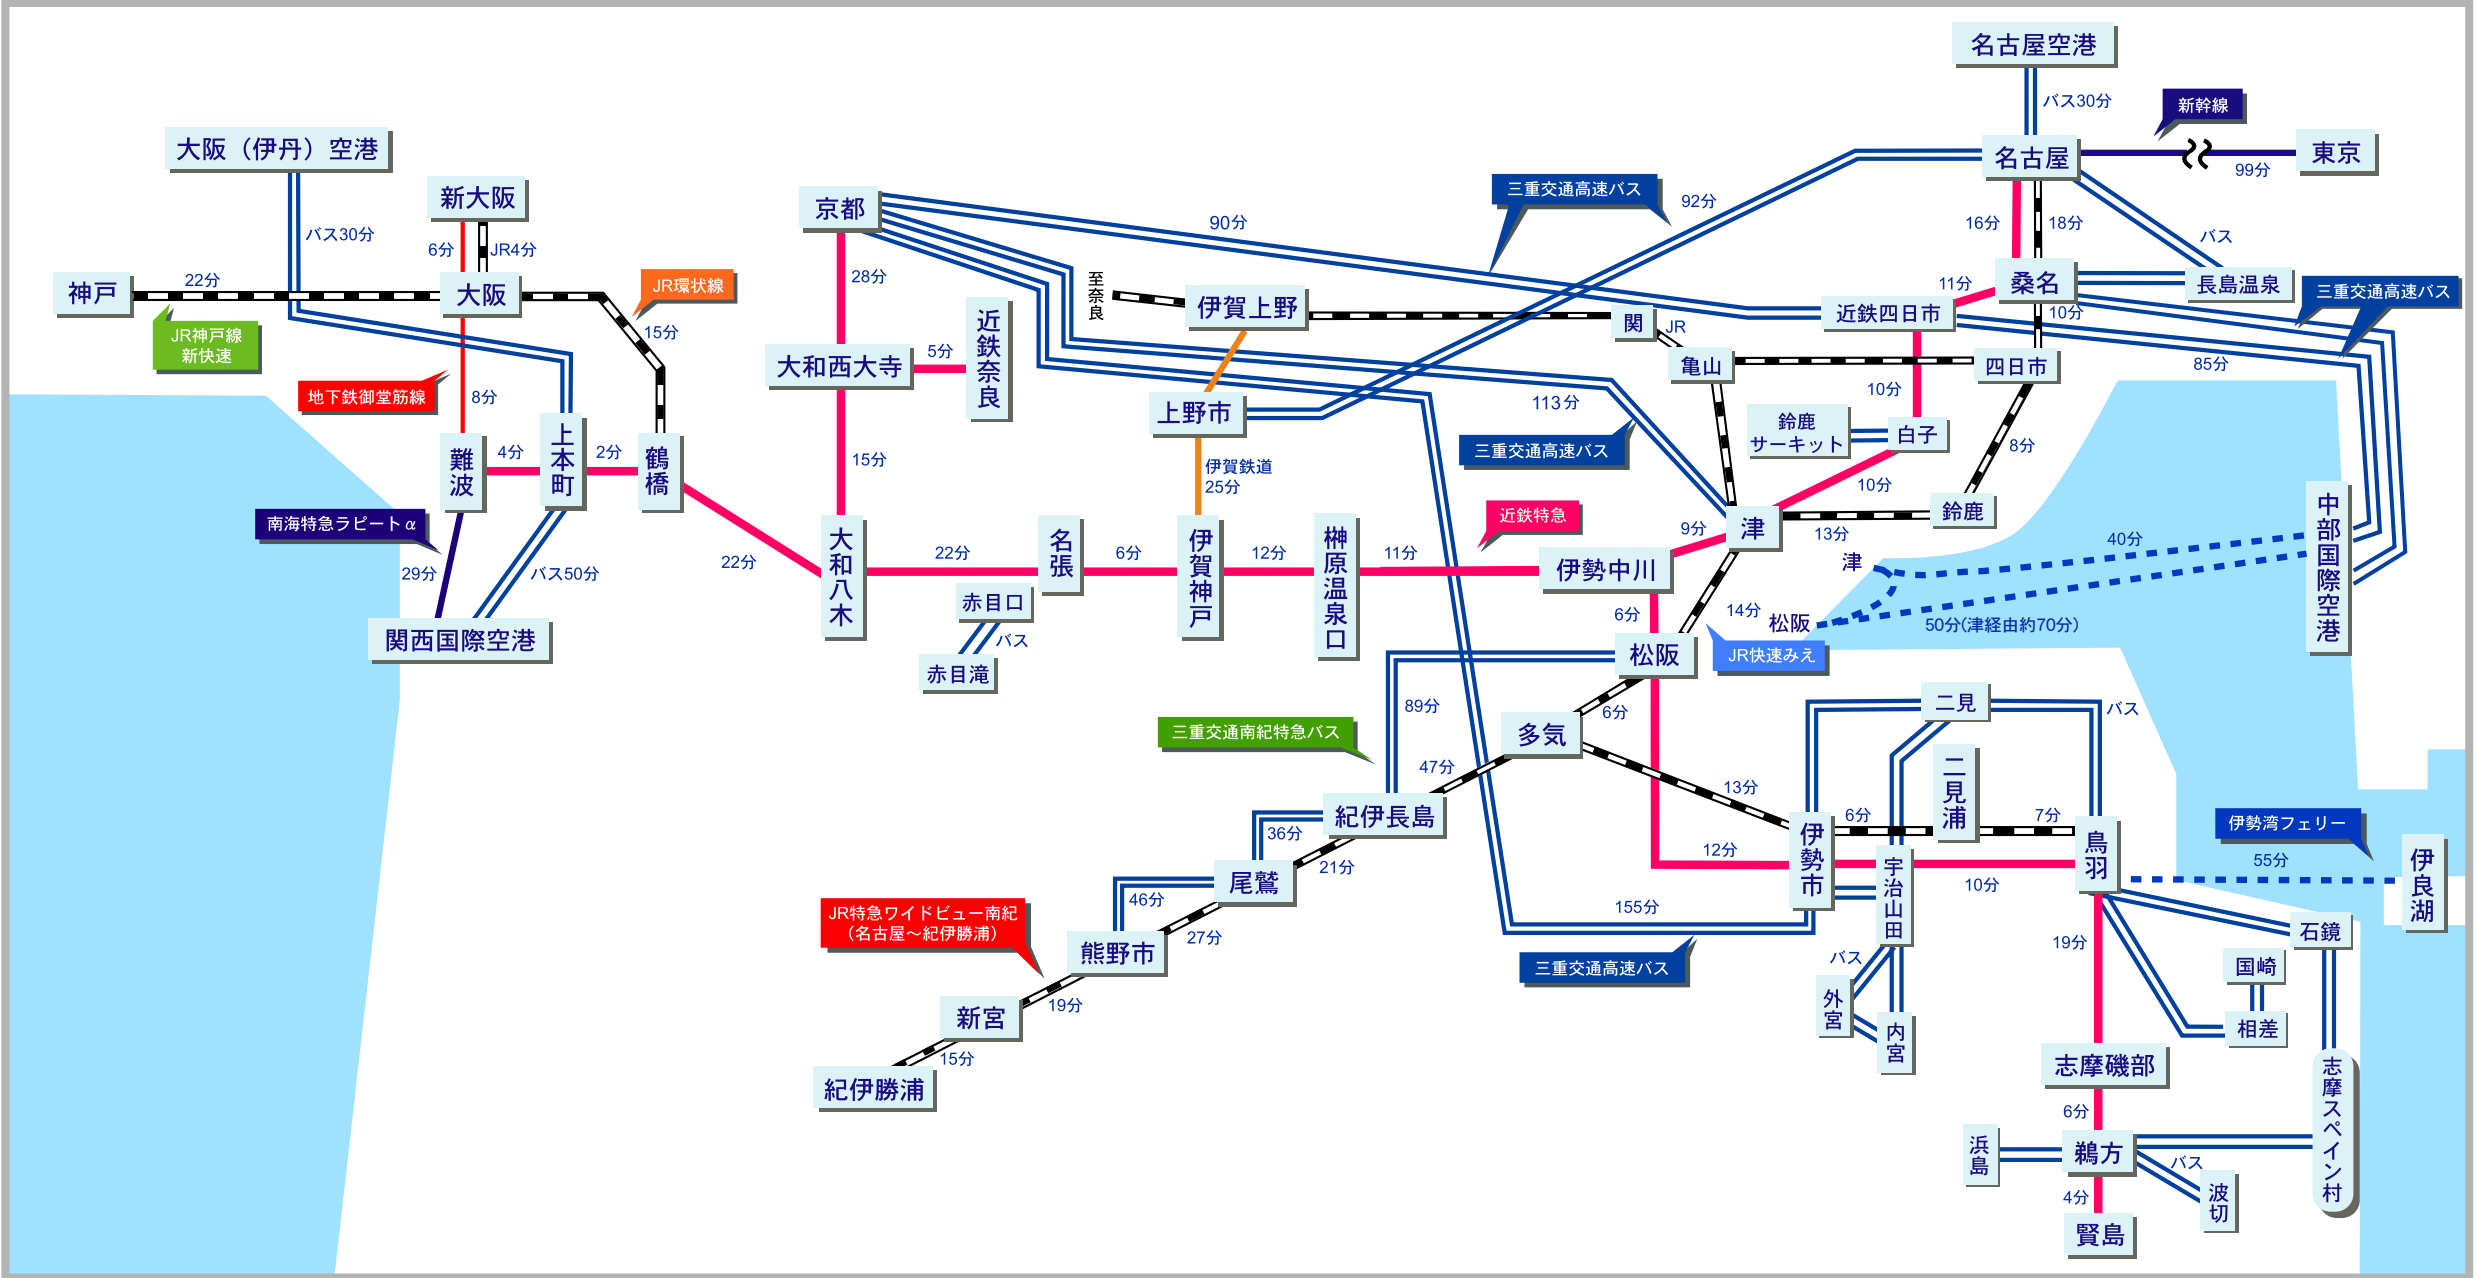 名古屋空港
バス30分
新幹線
名古屋
東京
99分
大阪（伊丹）空港
新大阪
バス30分
6分
JR4分
神戸
22分
大阪
JR環状線
15分
JR神戸線
新快速
地下鉄御堂筋線
8分
難波
4分
上本町
2分
鶴橋
南海特急ラピートα
29分
バス50分
関西国際空港
22分
京都
28分
大和西大寺
5分
近鉄奈良
15分
大和八木
22分
名張
赤目口
バス
赤目滝
6分
伊賀神戸
12分
榊原温泉口
11分
近鉄特急
至奈良
伊賀上野
上野市
伊賀鉄道
25分
90分
三重交通高速バス
92分
16分
18分
バス
11分
桑名
長島温泉
三重交通高速バス
10分
85分
近鉄四日市
関
JR
亀山
四日市
113分
三重交通高速バス
10分
鈴鹿
サーキット
白子
8分
10分
鈴鹿
13分
津
9分
伊勢中川
6分
14分
JR快速みえ
松阪
津
松阪
40分
50分(津経由約70分)
中部国際空港
89分
三重交通南紀特急バス
6分
多気
47分
13分
紀伊長島
36分
21分
尾鷲
46分
27分
熊野市
JR特急ワイドビュー南紀
（名古屋～紀伊勝浦）
19分
新宮
15分
紀伊勝浦
12分
155分
三重交通高速バス
伊勢市
6分
二見
バス
二見浦
7分
鳥羽
宇治山田
10分
バス
外宮
内宮
伊勢湾フェリー
55分
伊良湖
19分
石鏡
国崎
相差
志摩磯部
6分
志摩スペイン村
浜島
鵜方
バス
波切
4分
賢島